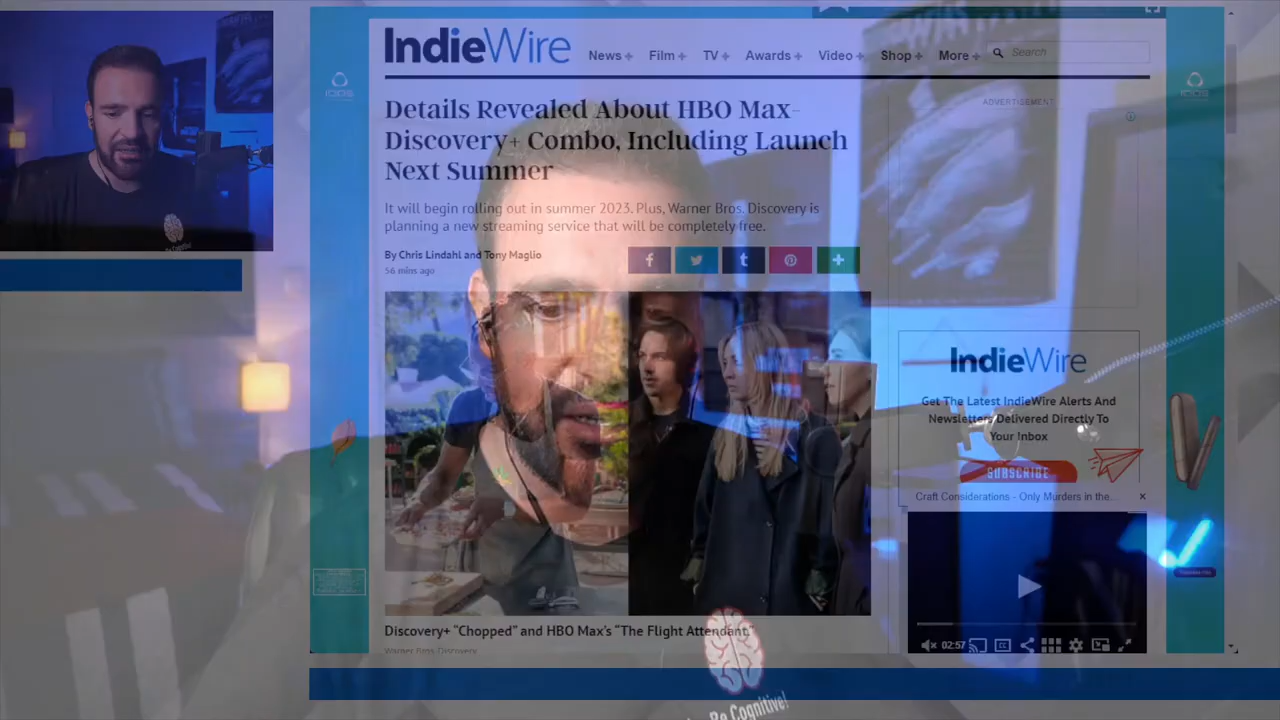 IndieWire
News + Film + TV + Awards + Video + Shop + More + Search
Details Revealed About HBO Max-
Discovery+ Combo, Including Launch
Next Summer
It will begin rolling out in summer 2023. Plus, Warner Bros. Discovery is
planning a new streaming service that will be completely free.
By Chris Lindahl and Tony Maglio
56 mins ago
Discovery+ "Chopped" and HBO Max's "The Flight Attendant."
Warner Bros. Discovery
ADVERTISEMENT
IndieWire
Get The Latest IndieWire Alerts And
Newsletters Delivered Directly To
Your Inbox
SUBSCRIBE
Craft Considerations - Only Murders in the...
02:57
Be Cognitive!
Be Cognitive!